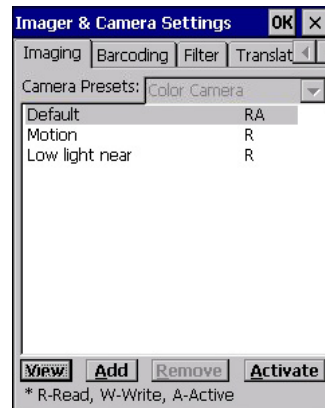 Imager & Camera Settings OK ×
Imaging Barcoding Filter Translat
Camera Presets: Color Camera
Default RA
Motion R
Low light near R
View Add Remove Activate
* R-Read, W-Write, A-Active